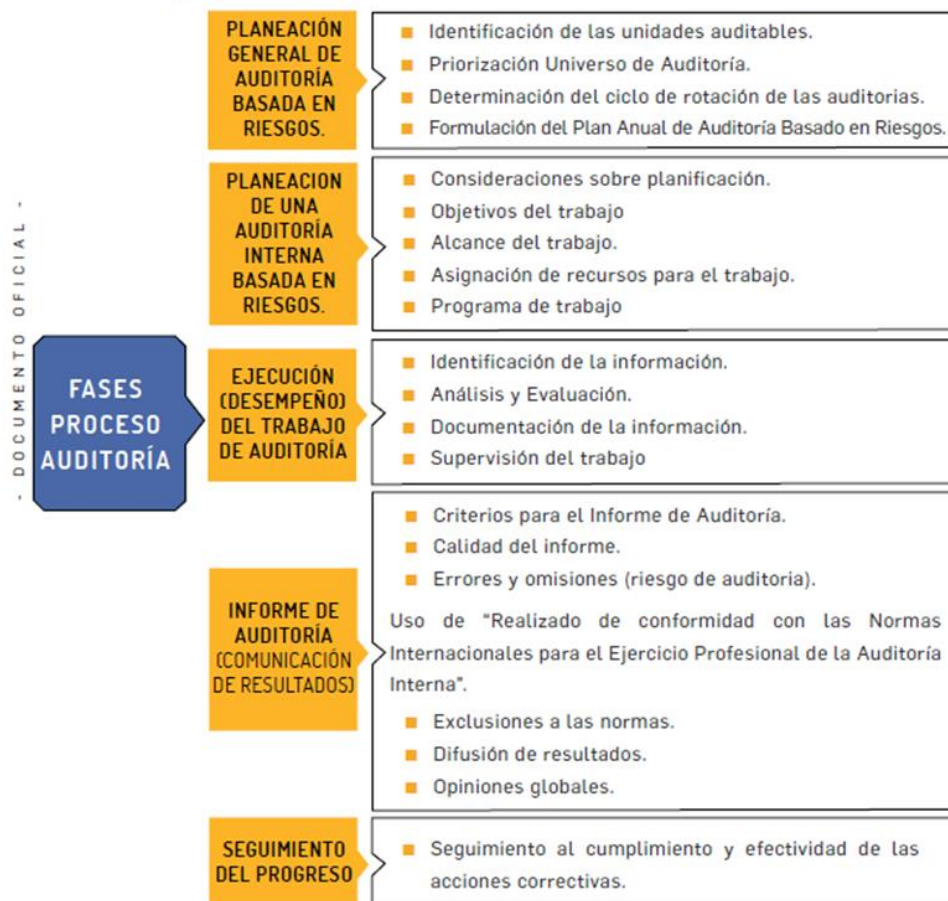 - DOCUMENTO OFICIAL -
FASES
PROCESO
AUDITORÍA
PLANEACIÓN
GENERAL DE
AUDITORÍA
BASADA EN
RIESGOS.
Identificación de las unidades auditables.
Priorización Universo de Auditoría.
Determinación del ciclo de rotación de las auditorias.
Formulación del Plan Anual de Auditoría Basado en Riesgos.
PLANEACION
DE UNA
AUDITORÍA
INTERNA
BASADA EN
RIESGOS.
Consideraciones sobre planificación.
Objetivos del trabajo
Alcance del trabajo.
Asignación de recursos para el trabajo.
Programa de trabajo
EJECUCIÓN
(DESEMPEÑO)
DEL TRABAJO
DE AUDITORÍA
Identificación de la información.
Análisis y Evaluación.
Documentación de la información.
Supervisión del trabajo
INFORME DE
AUDITORÍA
(COMUNICACIÓN
DE RESULTADOS)
Criterios para el Informe de Auditoría.
Calidad del informe.
Errores y omisiones (riesgo de auditoria).
Uso de "Realizado de conformidad con las Normas
Internacionales para el Ejercicio Profesional de la Auditoría
Interna".
Exclusiones a las normas.
Difusión de resultados.
Opiniones globales.
SEGUIMIENTO
DEL PROGRESO
Seguimiento al cumplimiento y efectividad de las
acciones correctivas.